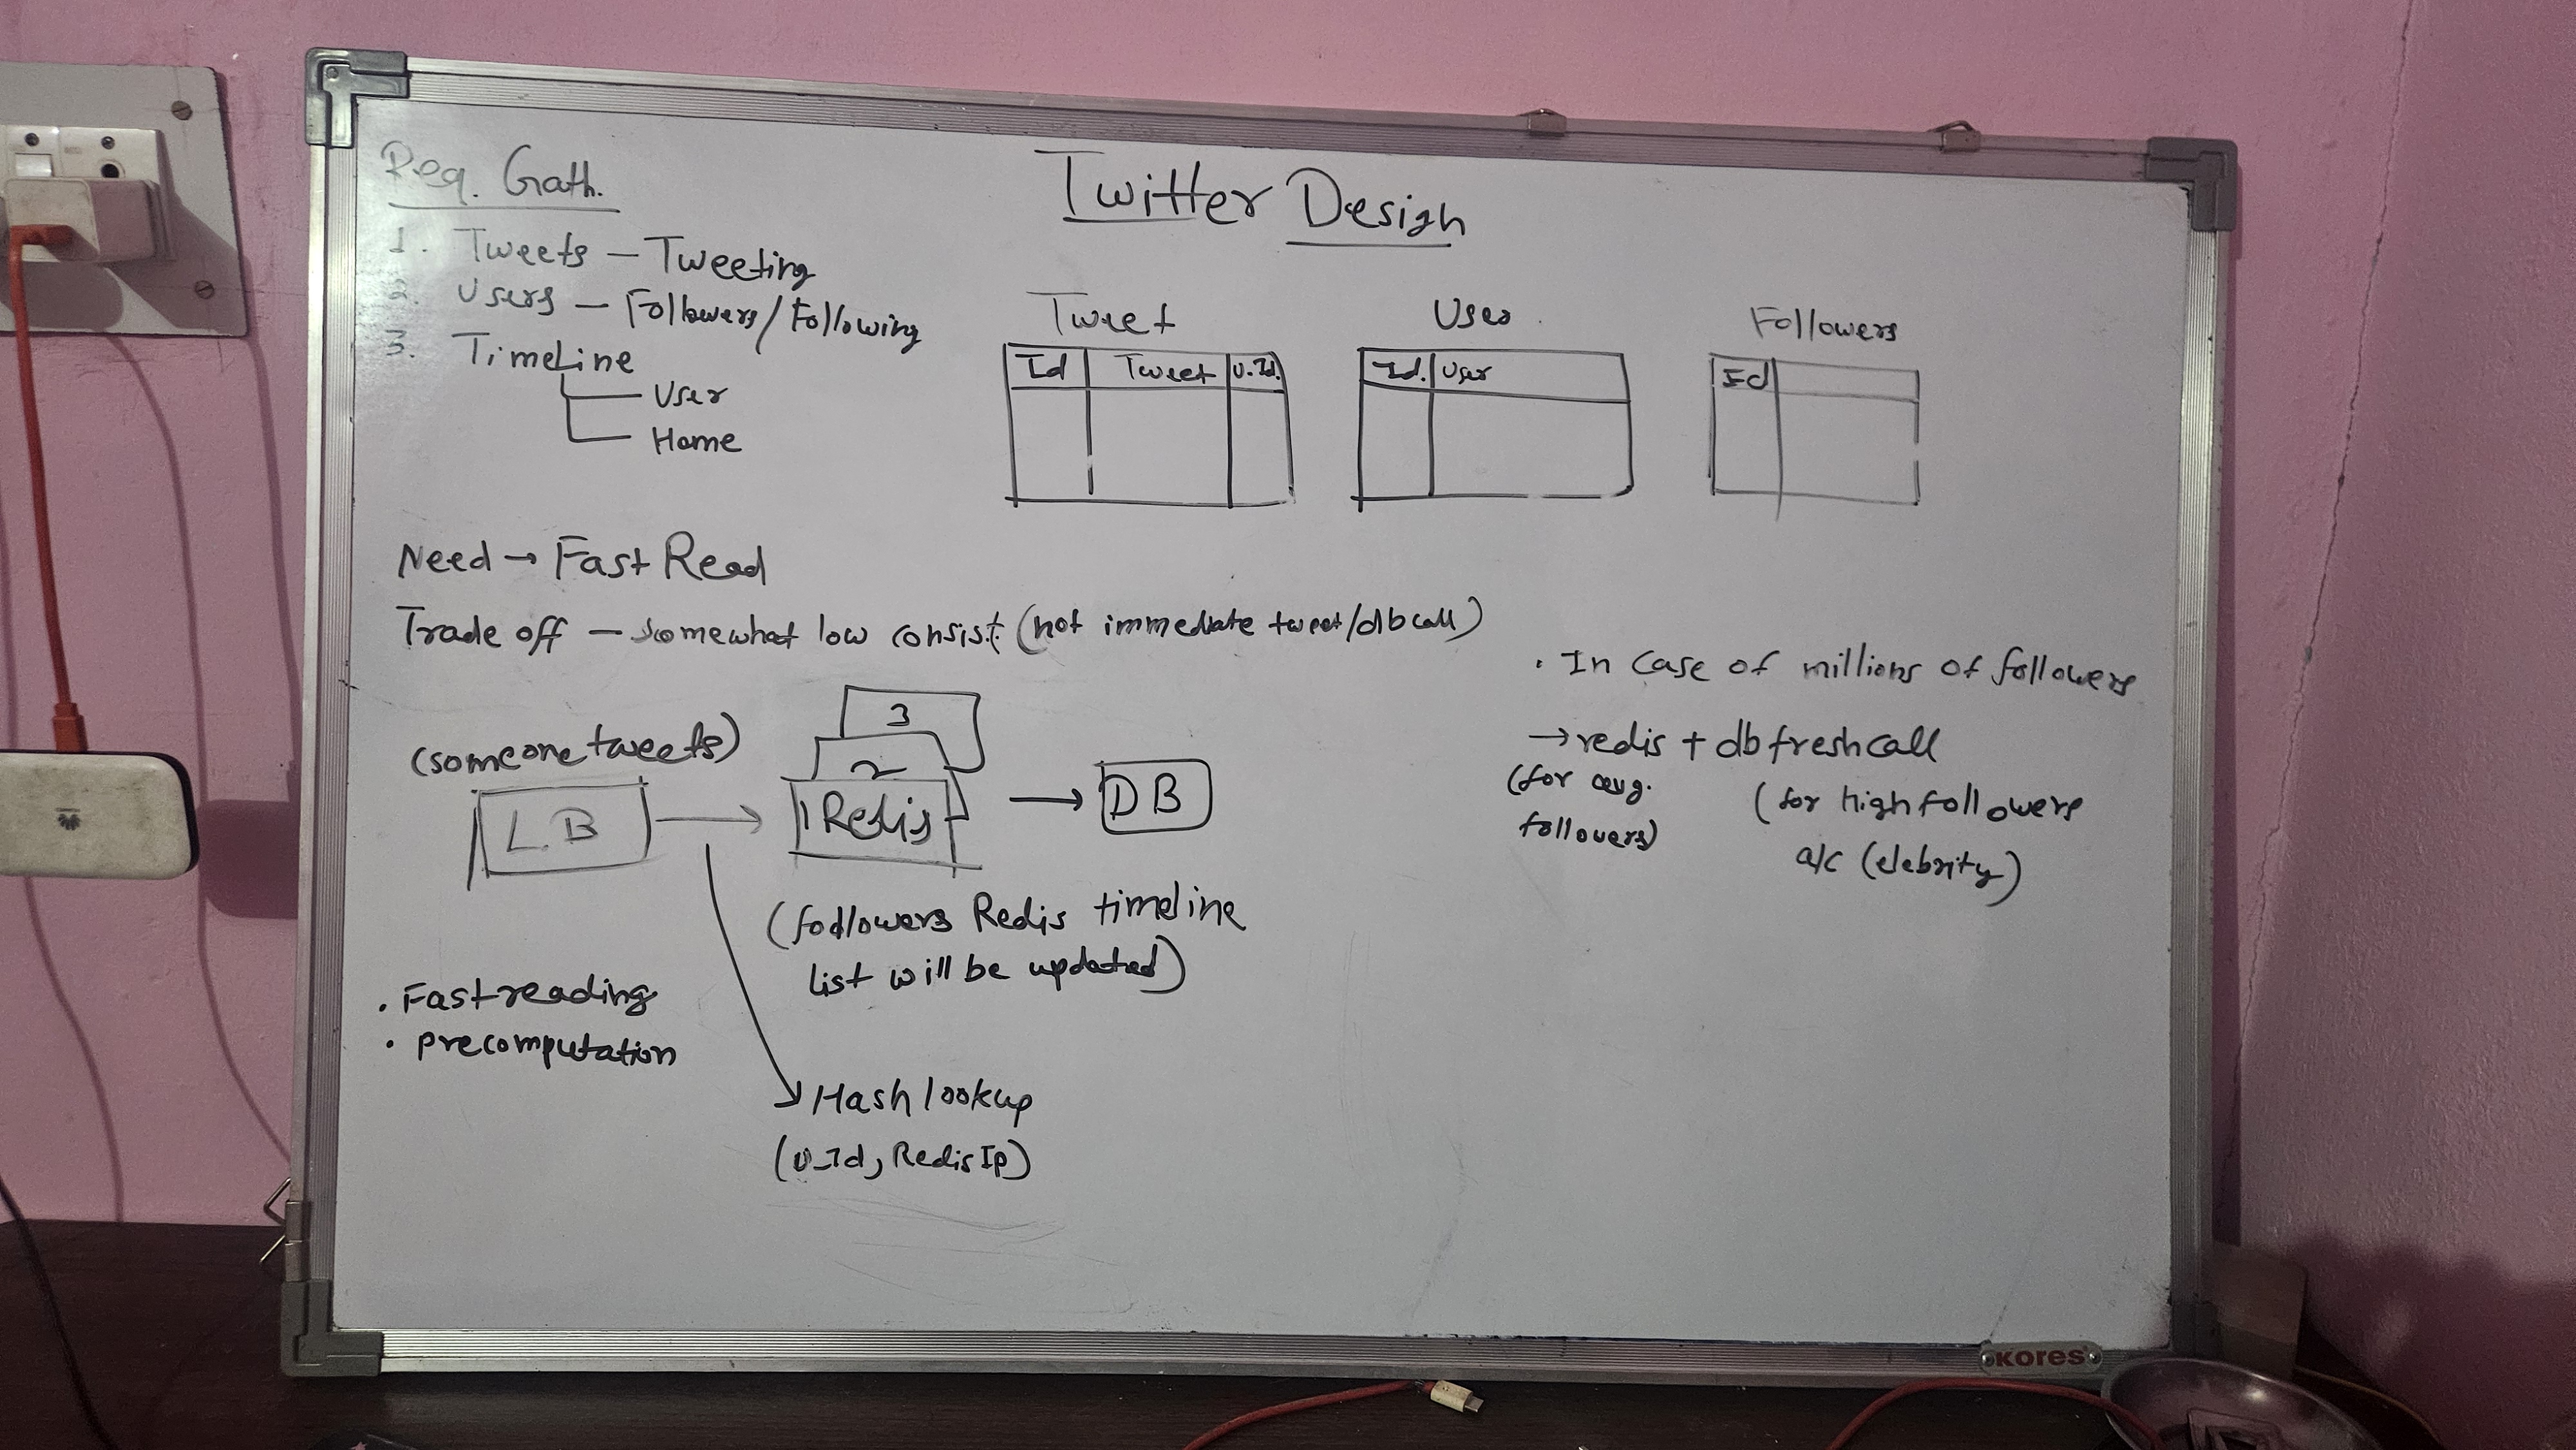 Twitter Design
Req. Gath.
1. Tweets — Tweeting
2. Users — Followers/Following
3. Timeline
User
Home
Tweet
Id Tweet U.Id.
User
Id. User
Followers
Id
Need → Fast Read
Trade off — somewhat low consist. (not immediate tweet/db call)
(someone tweets)
L.B
3
2
1 Redis
→ DB
(followers Redis timeline
list will be updated)
. Fast reading
. precomputation
Hash lookup
(U_Id, Redis Ip)
. In case of millions of followers
→ redis + db fresh call
(for avg.
followers)
(for high followers
a/c (celebrity)
KORES